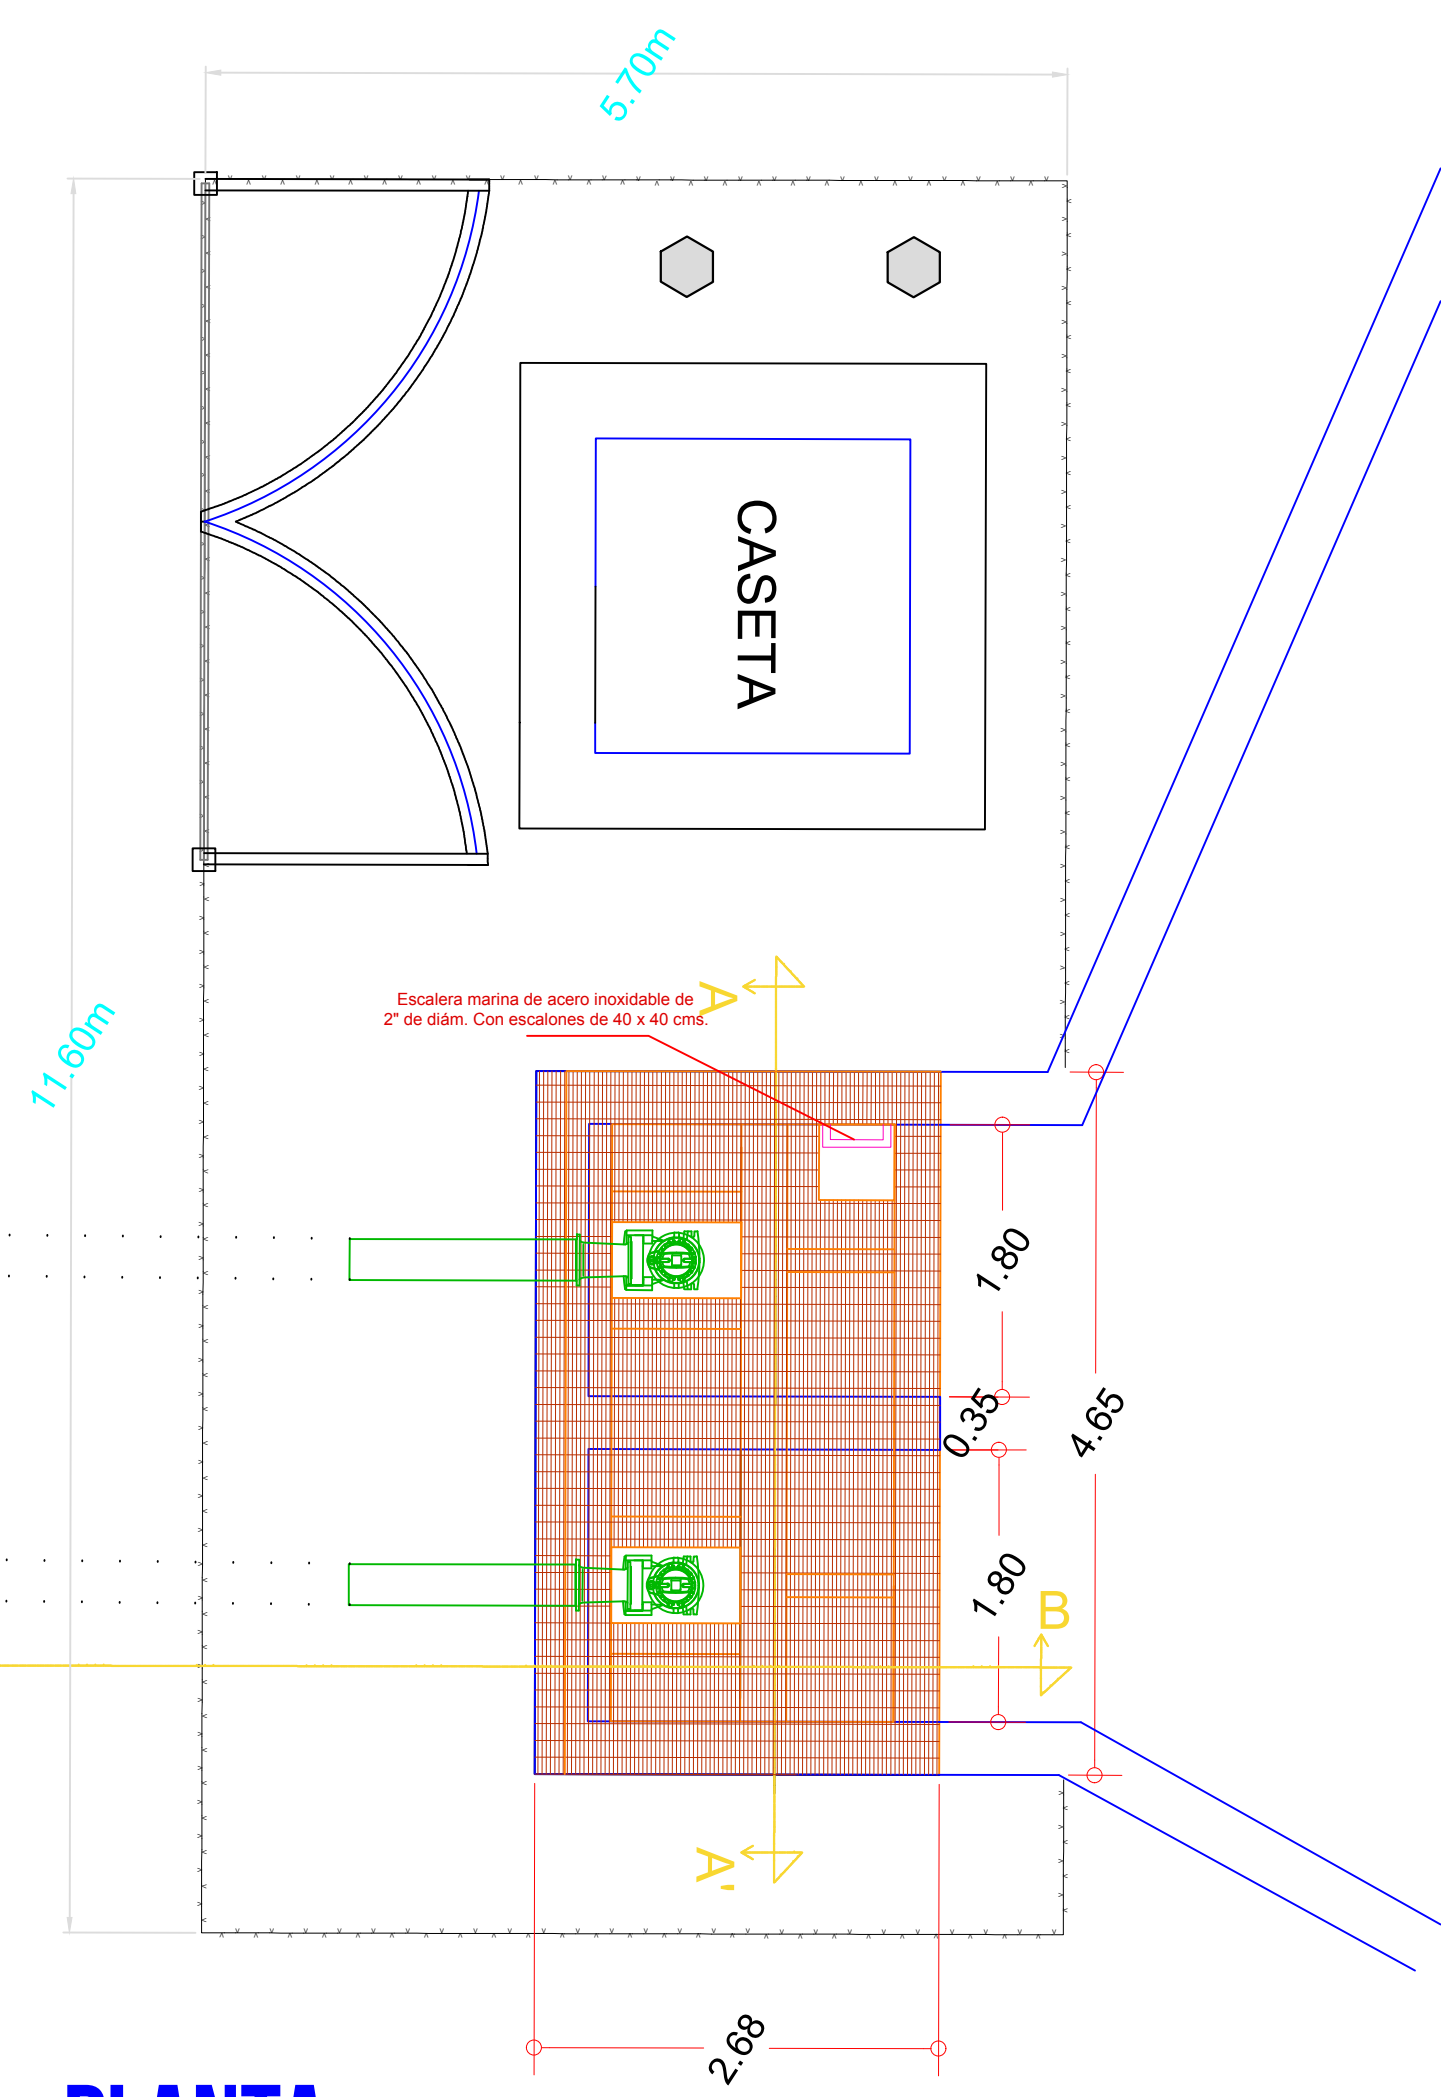 5.70m
CASETA
11.60m
A
Escalera marina de acero inoxidable de
2" de diám. Con escalones de 40 x 40 cms.
1.80
0.35
4.65
1.80
B
A'
2.68
PLANTA